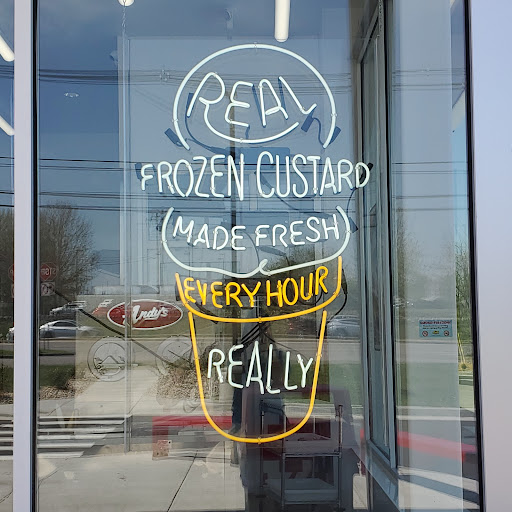 REAL
FROZEN CUSTARD
MADE FRESH
EVERY HOUR
Andy's
REALLY